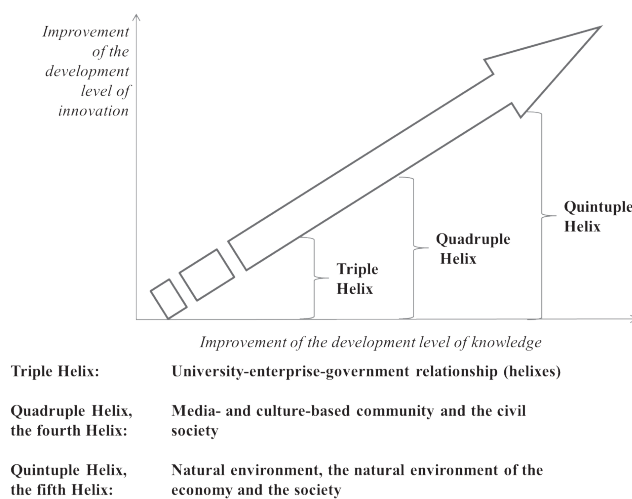 Improvement
of the
development
level of
innovation
Quintuple
Helix
Quadruple
Helix
Triple
Helix
Improvement of the development level of knowledge
Triple Helix: University-enterprise-government relationship (helixes)
Quadruple Helix, Media- and culture-based community and the civil
the fourth Helix: society
Quintuple Helix, Natural environment, the natural environment of the
the fifth Helix: economy and the society